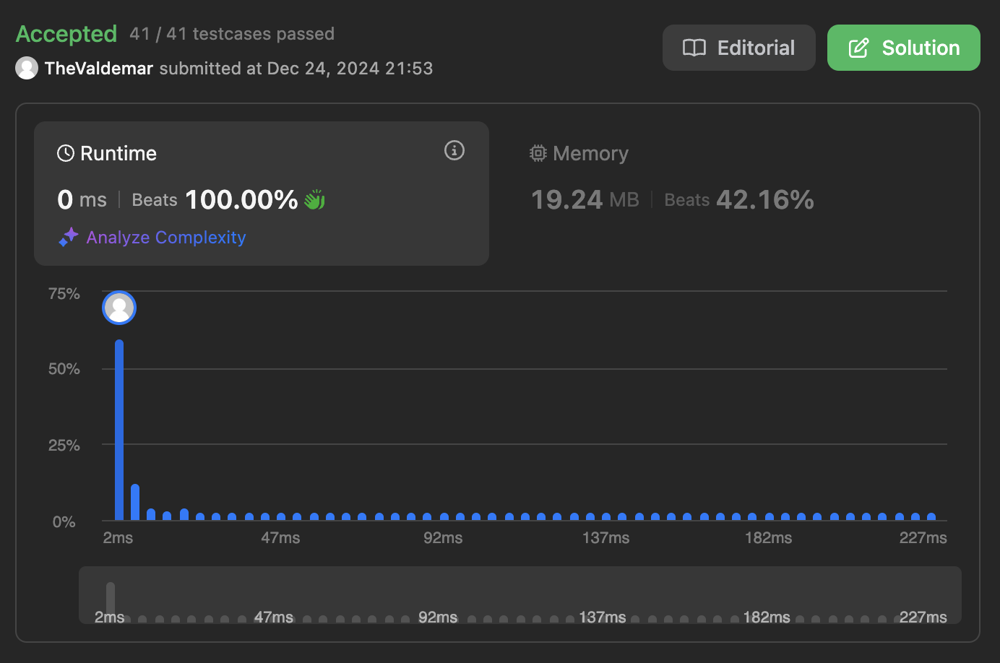 Accepted 41 / 41 testcases passed
TheValdemar submitted at Dec 24, 2024 21:53
Editorial
Solution
Runtime
0 ms | Beats 100.00%
Analyze Complexity
Memory
19.24 MB | Beats 42.16%
75%
50%
25%
0%
2ms 47ms 92ms 137ms 182ms 227ms
2ms 47ms 92ms 137ms 182ms 227ms